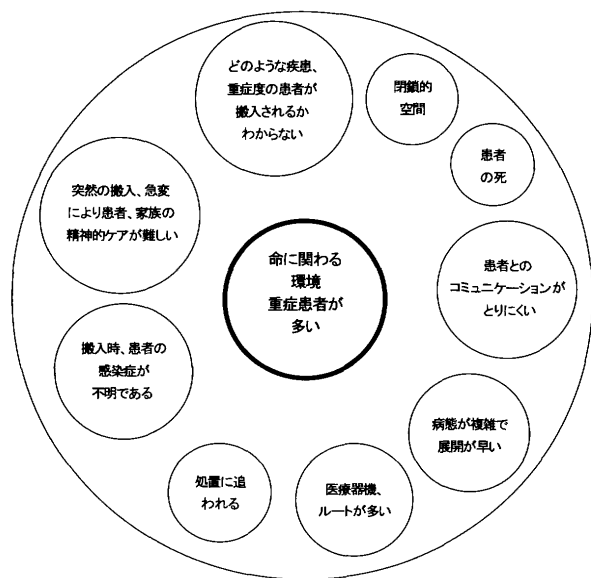 どのような疾患、
重症度の患者が
搬入されるか
わからない
閉鎖的
空間
患者
の死
突然の搬入、急変
により患者、家族の
精神的ケアが難しい
命に関わる
環境
重症患者が
多い
患者との
コミュニケーションが
とりにくい
搬入時、患者の
感染症が
不明である
病態が複雑で
展開が早い
処置に追
われる
医療器機、
ルートが多い